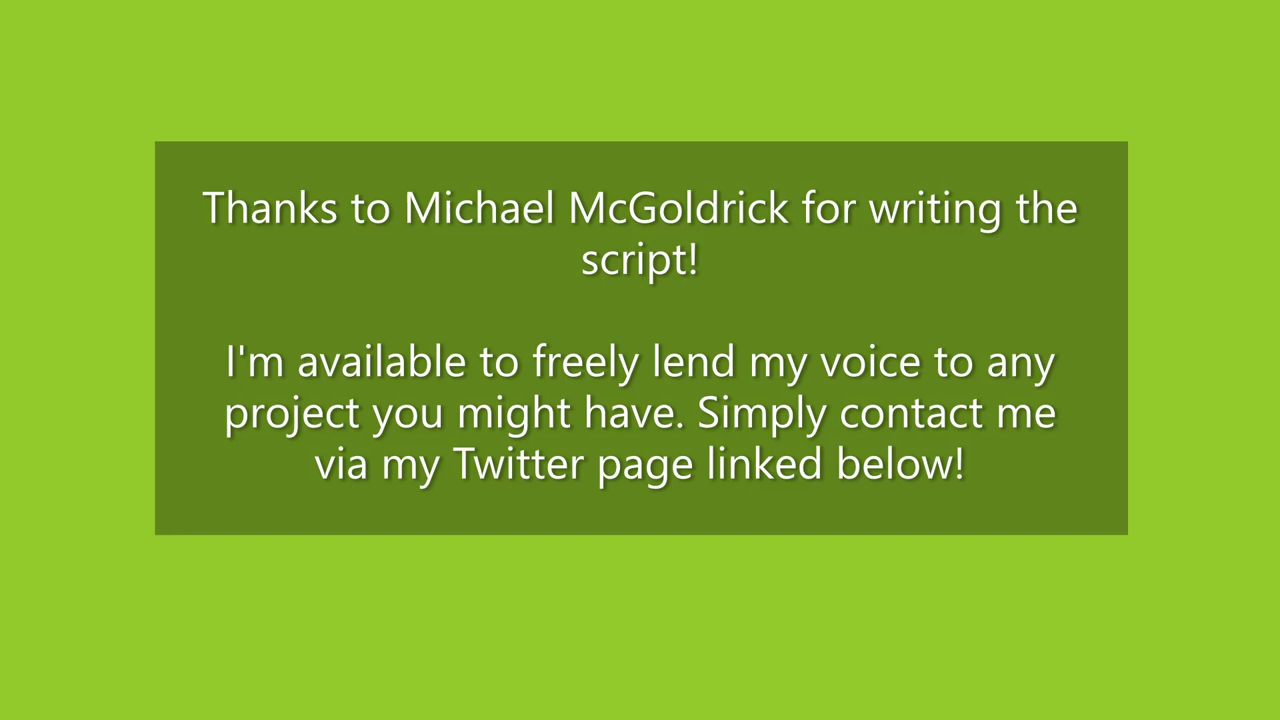 Thanks to Michael McGoldrick for writing the
script!
I'm available to freely lend my voice to any
project you might have. Simply contact me
via my Twitter page linked below!